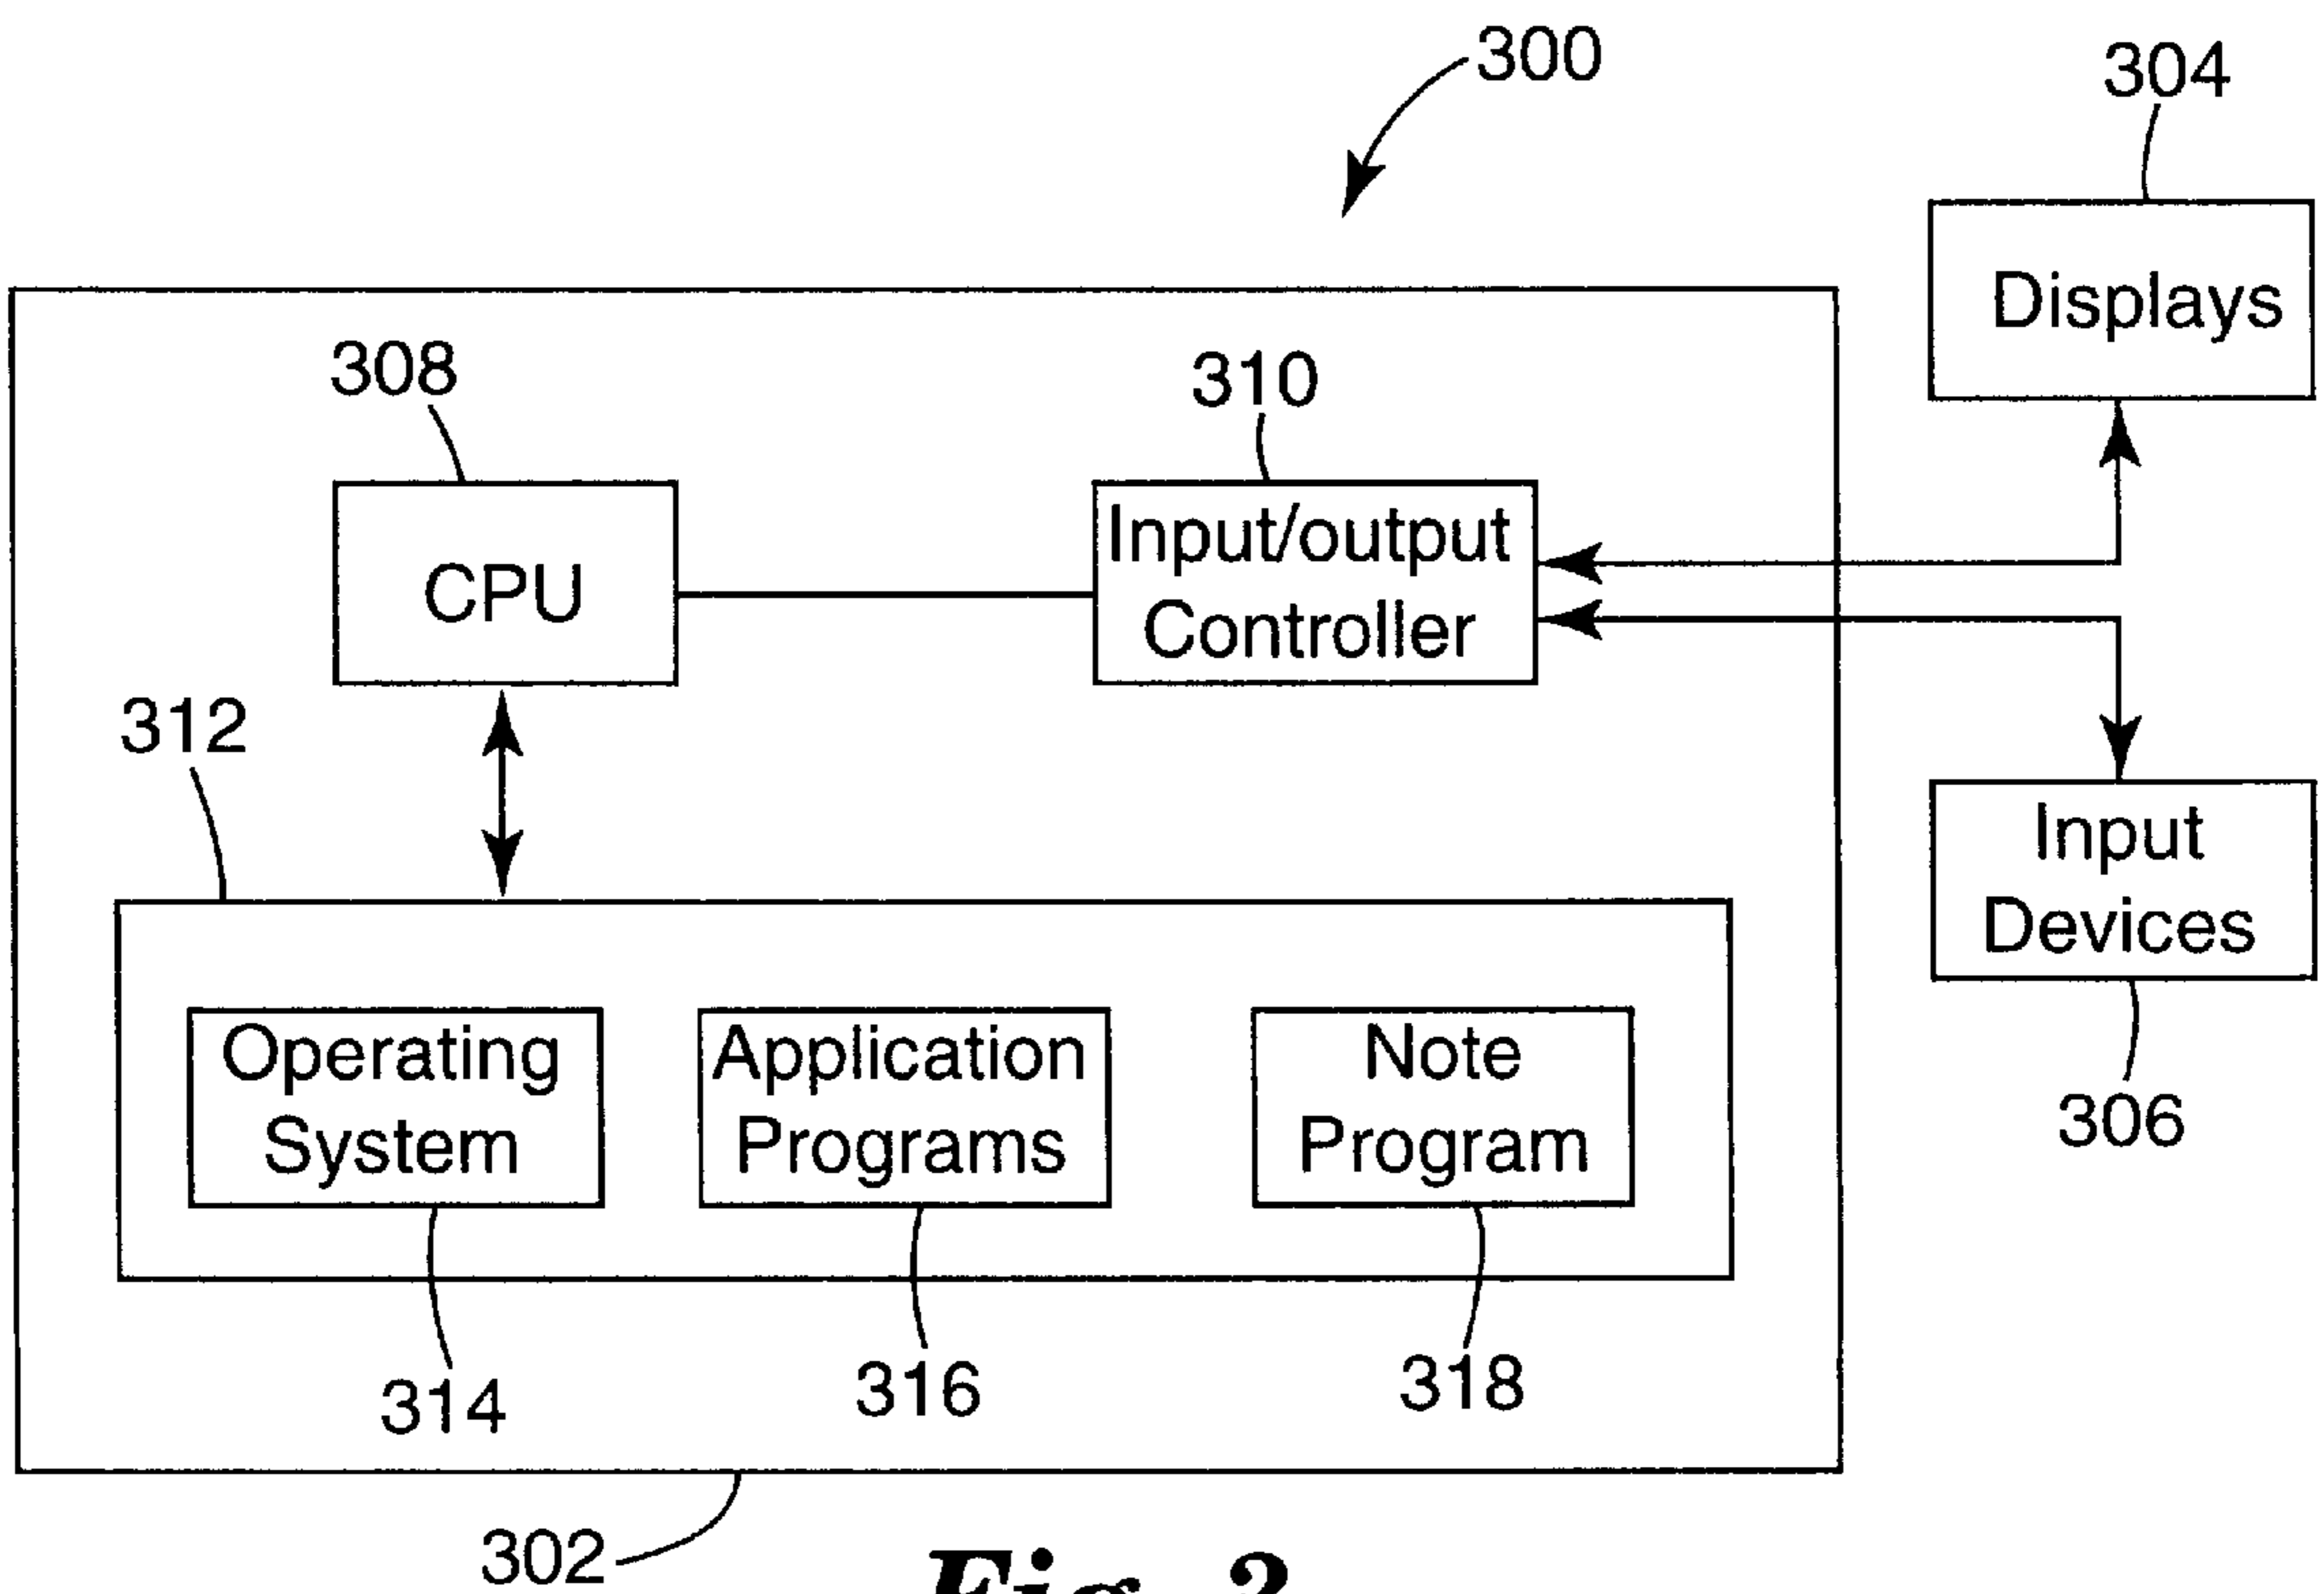 300
304
Displays
308
310
CPU
Input/output
Controller
312
Input
Devices
306
Operating
System
Application
Programs
Note
Program
314
316
318
302